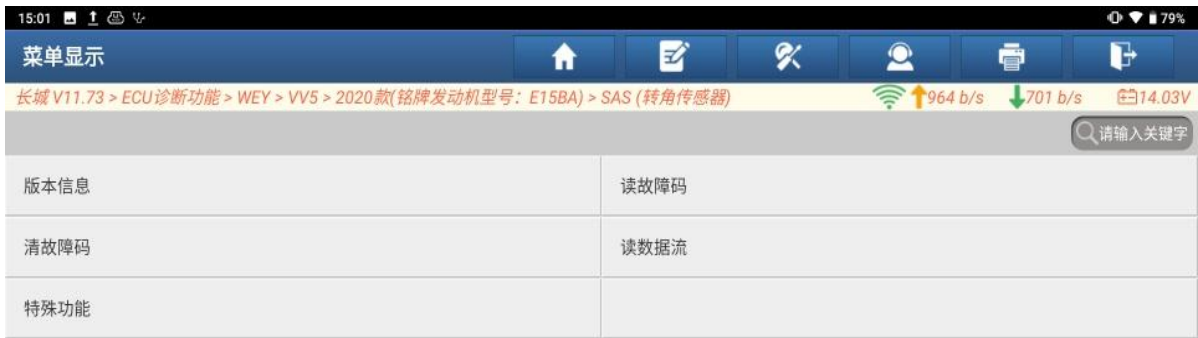 15:01 79%
菜单显示
长城 V11.73 > ECU诊断功能 > WEY > VV5 > 2020款(铭牌发动机型号：E15BA) > SAS (转角传感器) 964 b/s 701 b/s 14.03V
请输入关键字
版本信息 读故障码
清故障码 读数据流
特殊功能